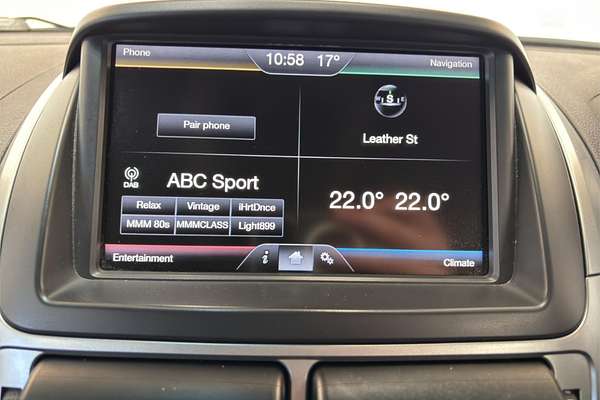 Phone
10:58 17°
Navigation
Pair phone
S
Leather St
DAB
ABC Sport
Relax Vintage iHrtDnce
MMM 80s MMMCLASS Light899
22.0° 22.0°
Entertainment
i
Climate